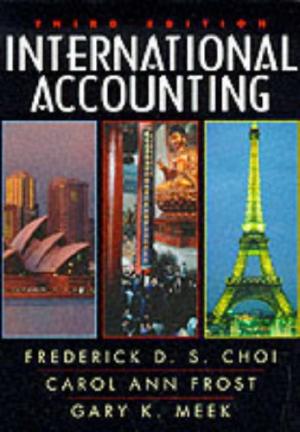 THIRD EDITION
INTERNATIONAL
ACCOUNTING
FREDERICK D. S. CHOI
CAROL ANN FROST
GARY K. MEEK